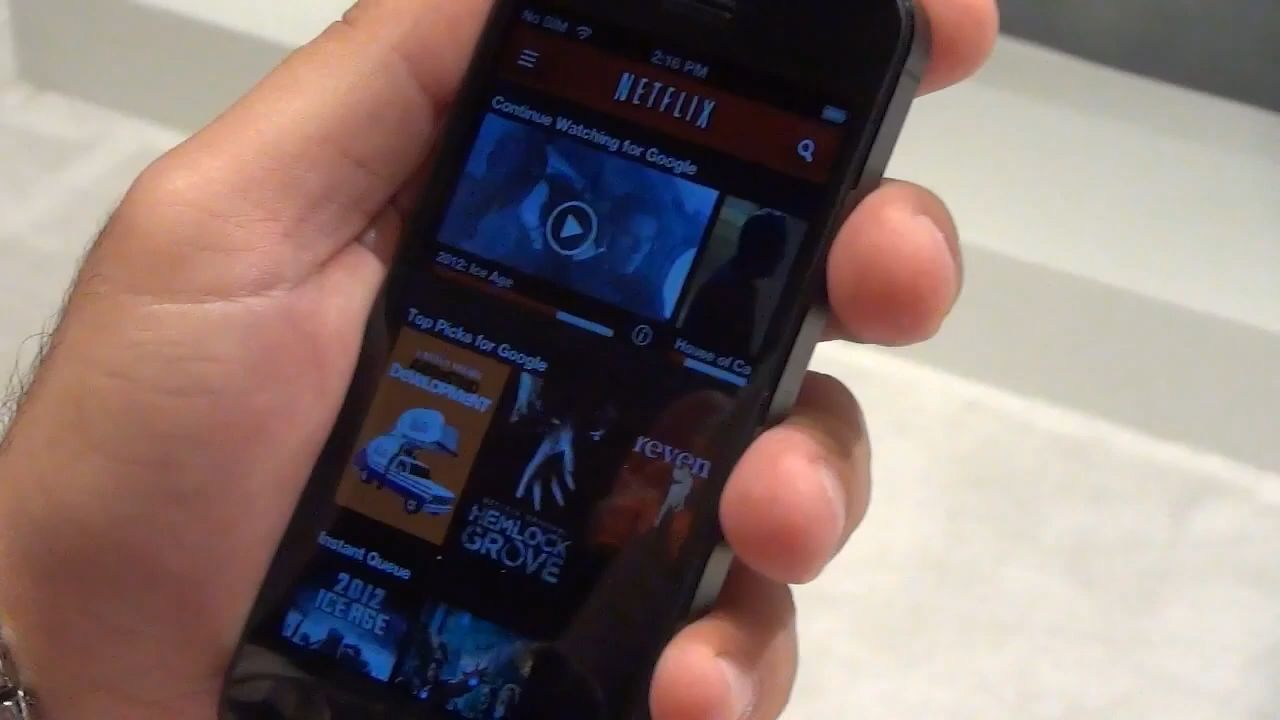 No SIM
2:16 PM
NETFLIX
Continue Watching for Google
2012: Ice Age
House of Ca
Top Picks for Google
DEVELOPMENT
HEMLOCK
GROVE
reven
Instant Queue
2012
ICE AGE